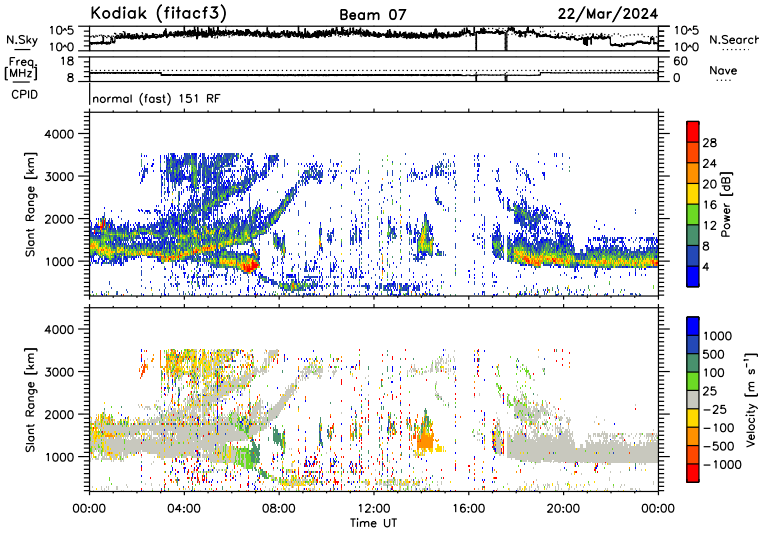 Kodiak (fitacf3) Beam 07 22/Mar/2024
N.Sky 10^5 10^0 10^5 10^0 N.Search
Freq. [MHz] 18 8 60 0 Nave
CPID normal (fast) 151 RF
Slant Range [km] 4000 3000 2000 1000
28 24 20 16 12 8 4 Power [dB]
Slant Range [km] 4000 3000 2000 1000
1000 500 100 25 −25 −100 −500 −1000 Velocity [m s⁻¹]
00:00 04:00 08:00 12:00 16:00 20:00 00:00
Time UT